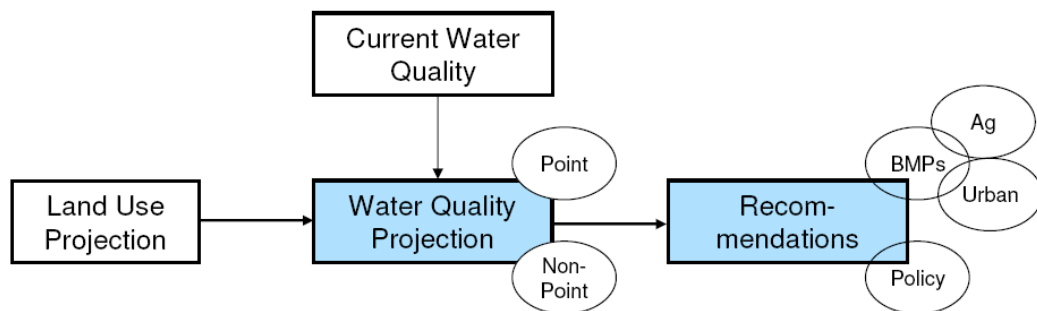 Current Water
Quality
Ag
Point
BMPs
Urban
Land Use
Projection
Water Quality
Projection
Recom-
mendations
Non-
Point
Policy